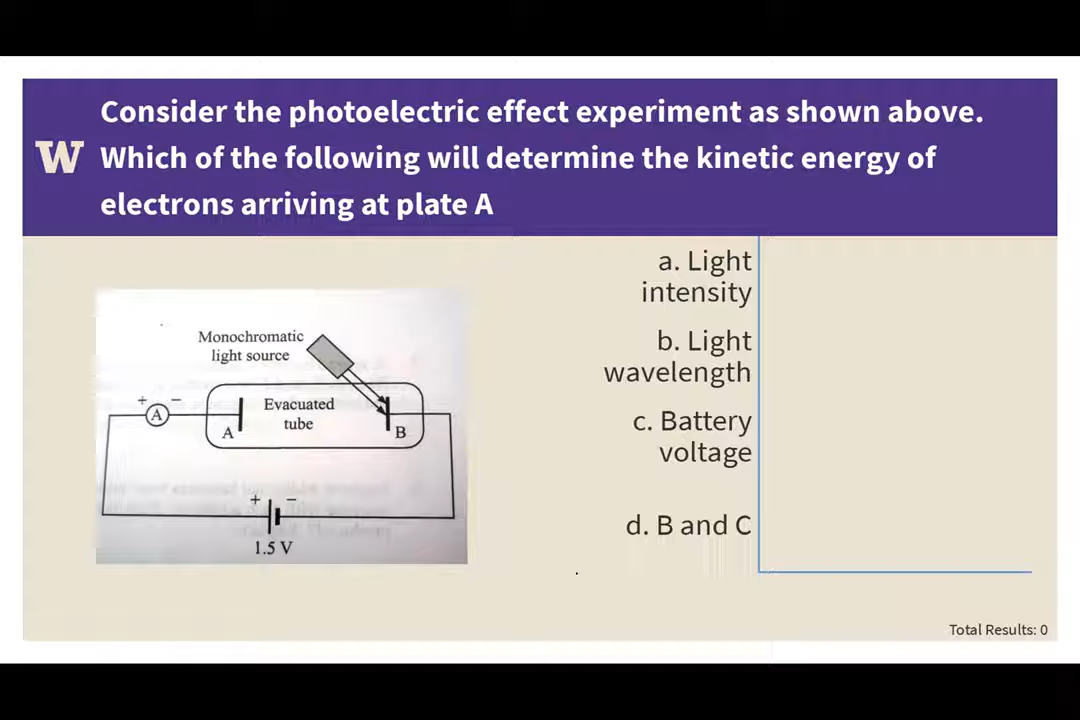 Consider the photoelectric effect experiment as shown above.
W Which of the following will determine the kinetic energy of
electrons arriving at plate A
Monochromatic
light source
+ A −
Evacuated
tube
A
B
+ −
1.5 V
a. Light
intensity
b. Light
wavelength
c. Battery
voltage
d. B and C
Total Results: 0